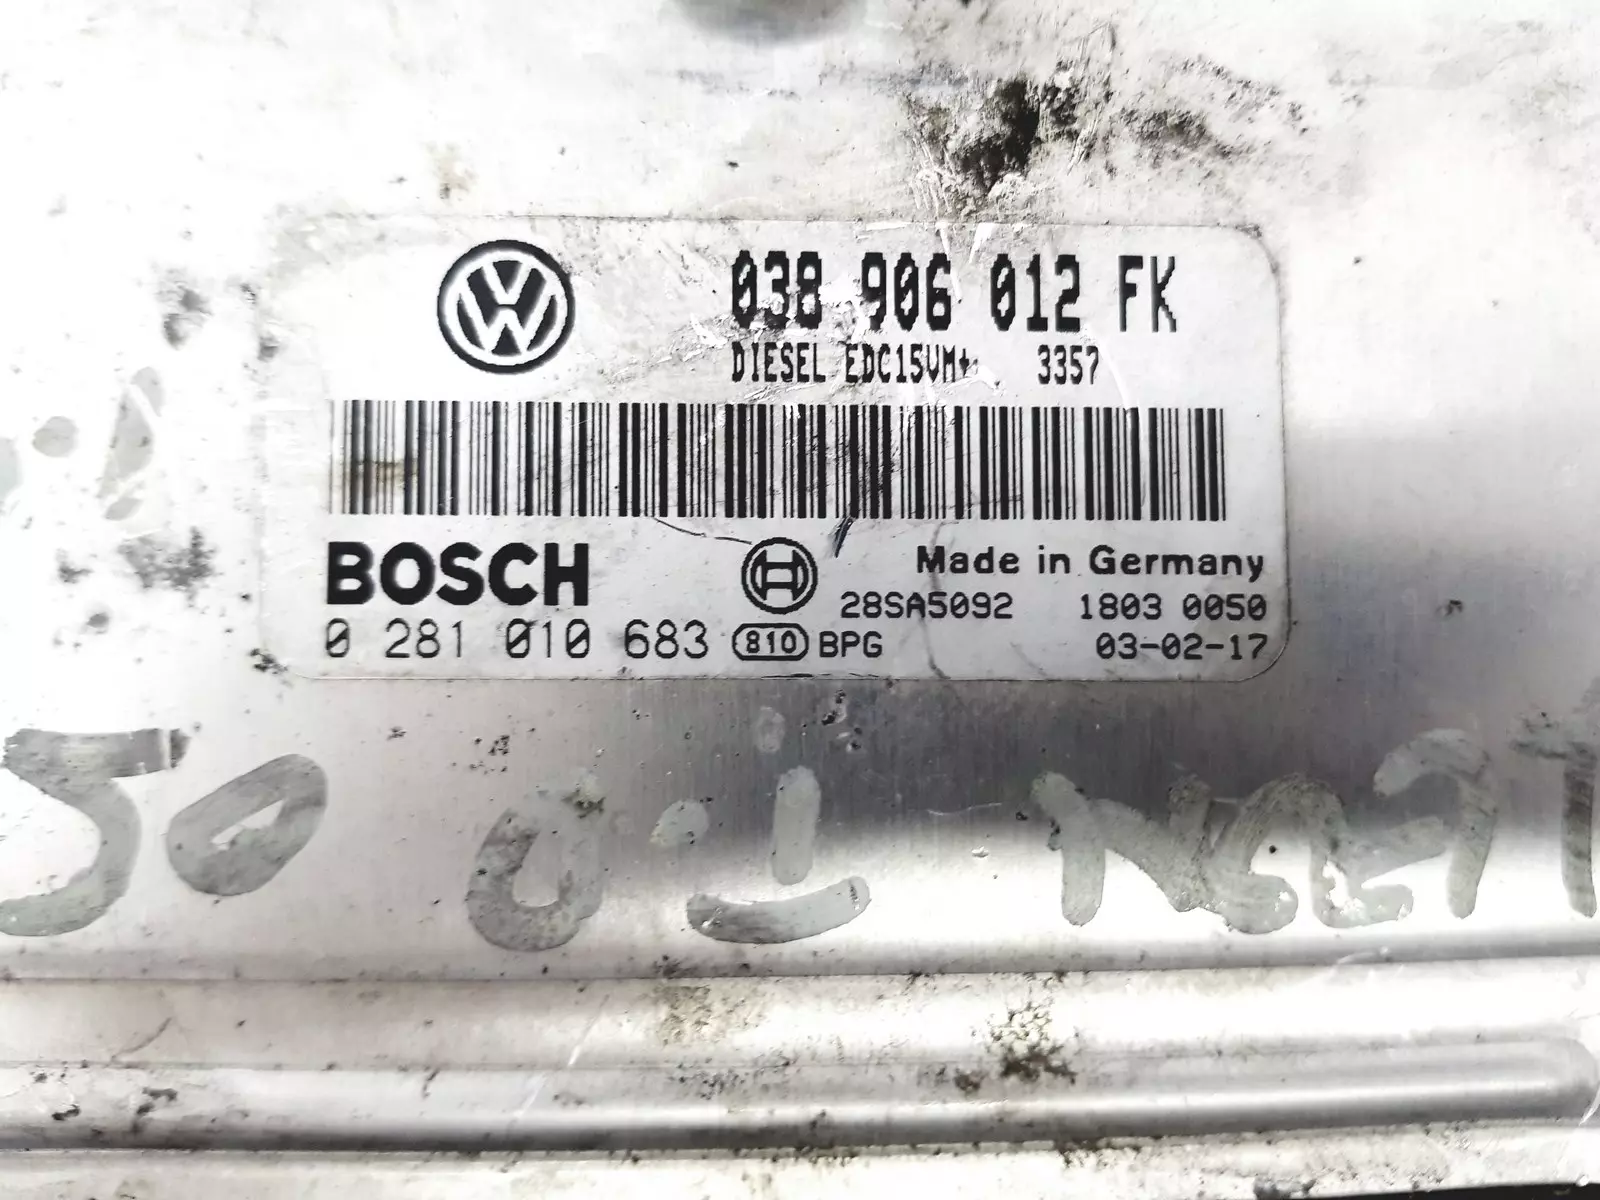 038 906 012 FK
DIESEL EDC15VM+ 3357
BOSCH
Made in Germany
28SA5092 1803 0050
0 281 010 683 810 BPG 03-02-17
50